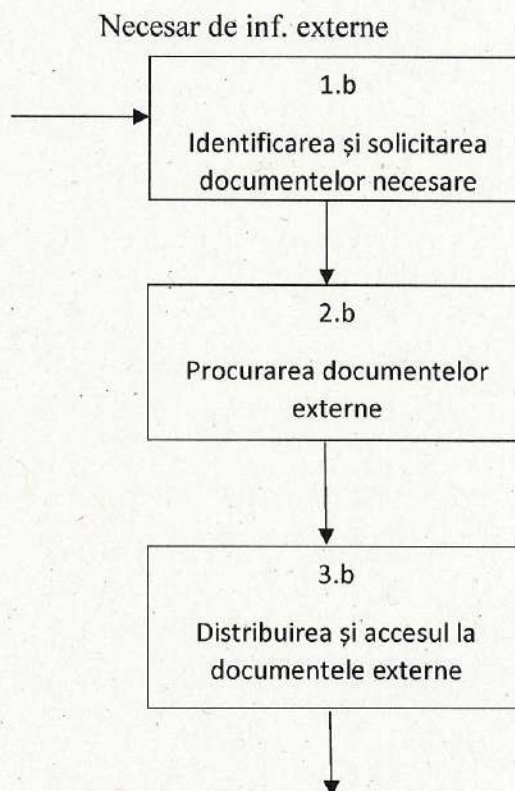 Necesar de inf. externe
1.b
Identificarea și solicitarea
documentelor necesare
2.b
Procurarea documentelor
externe
3.b
Distribuirea și accesul la
documentele externe